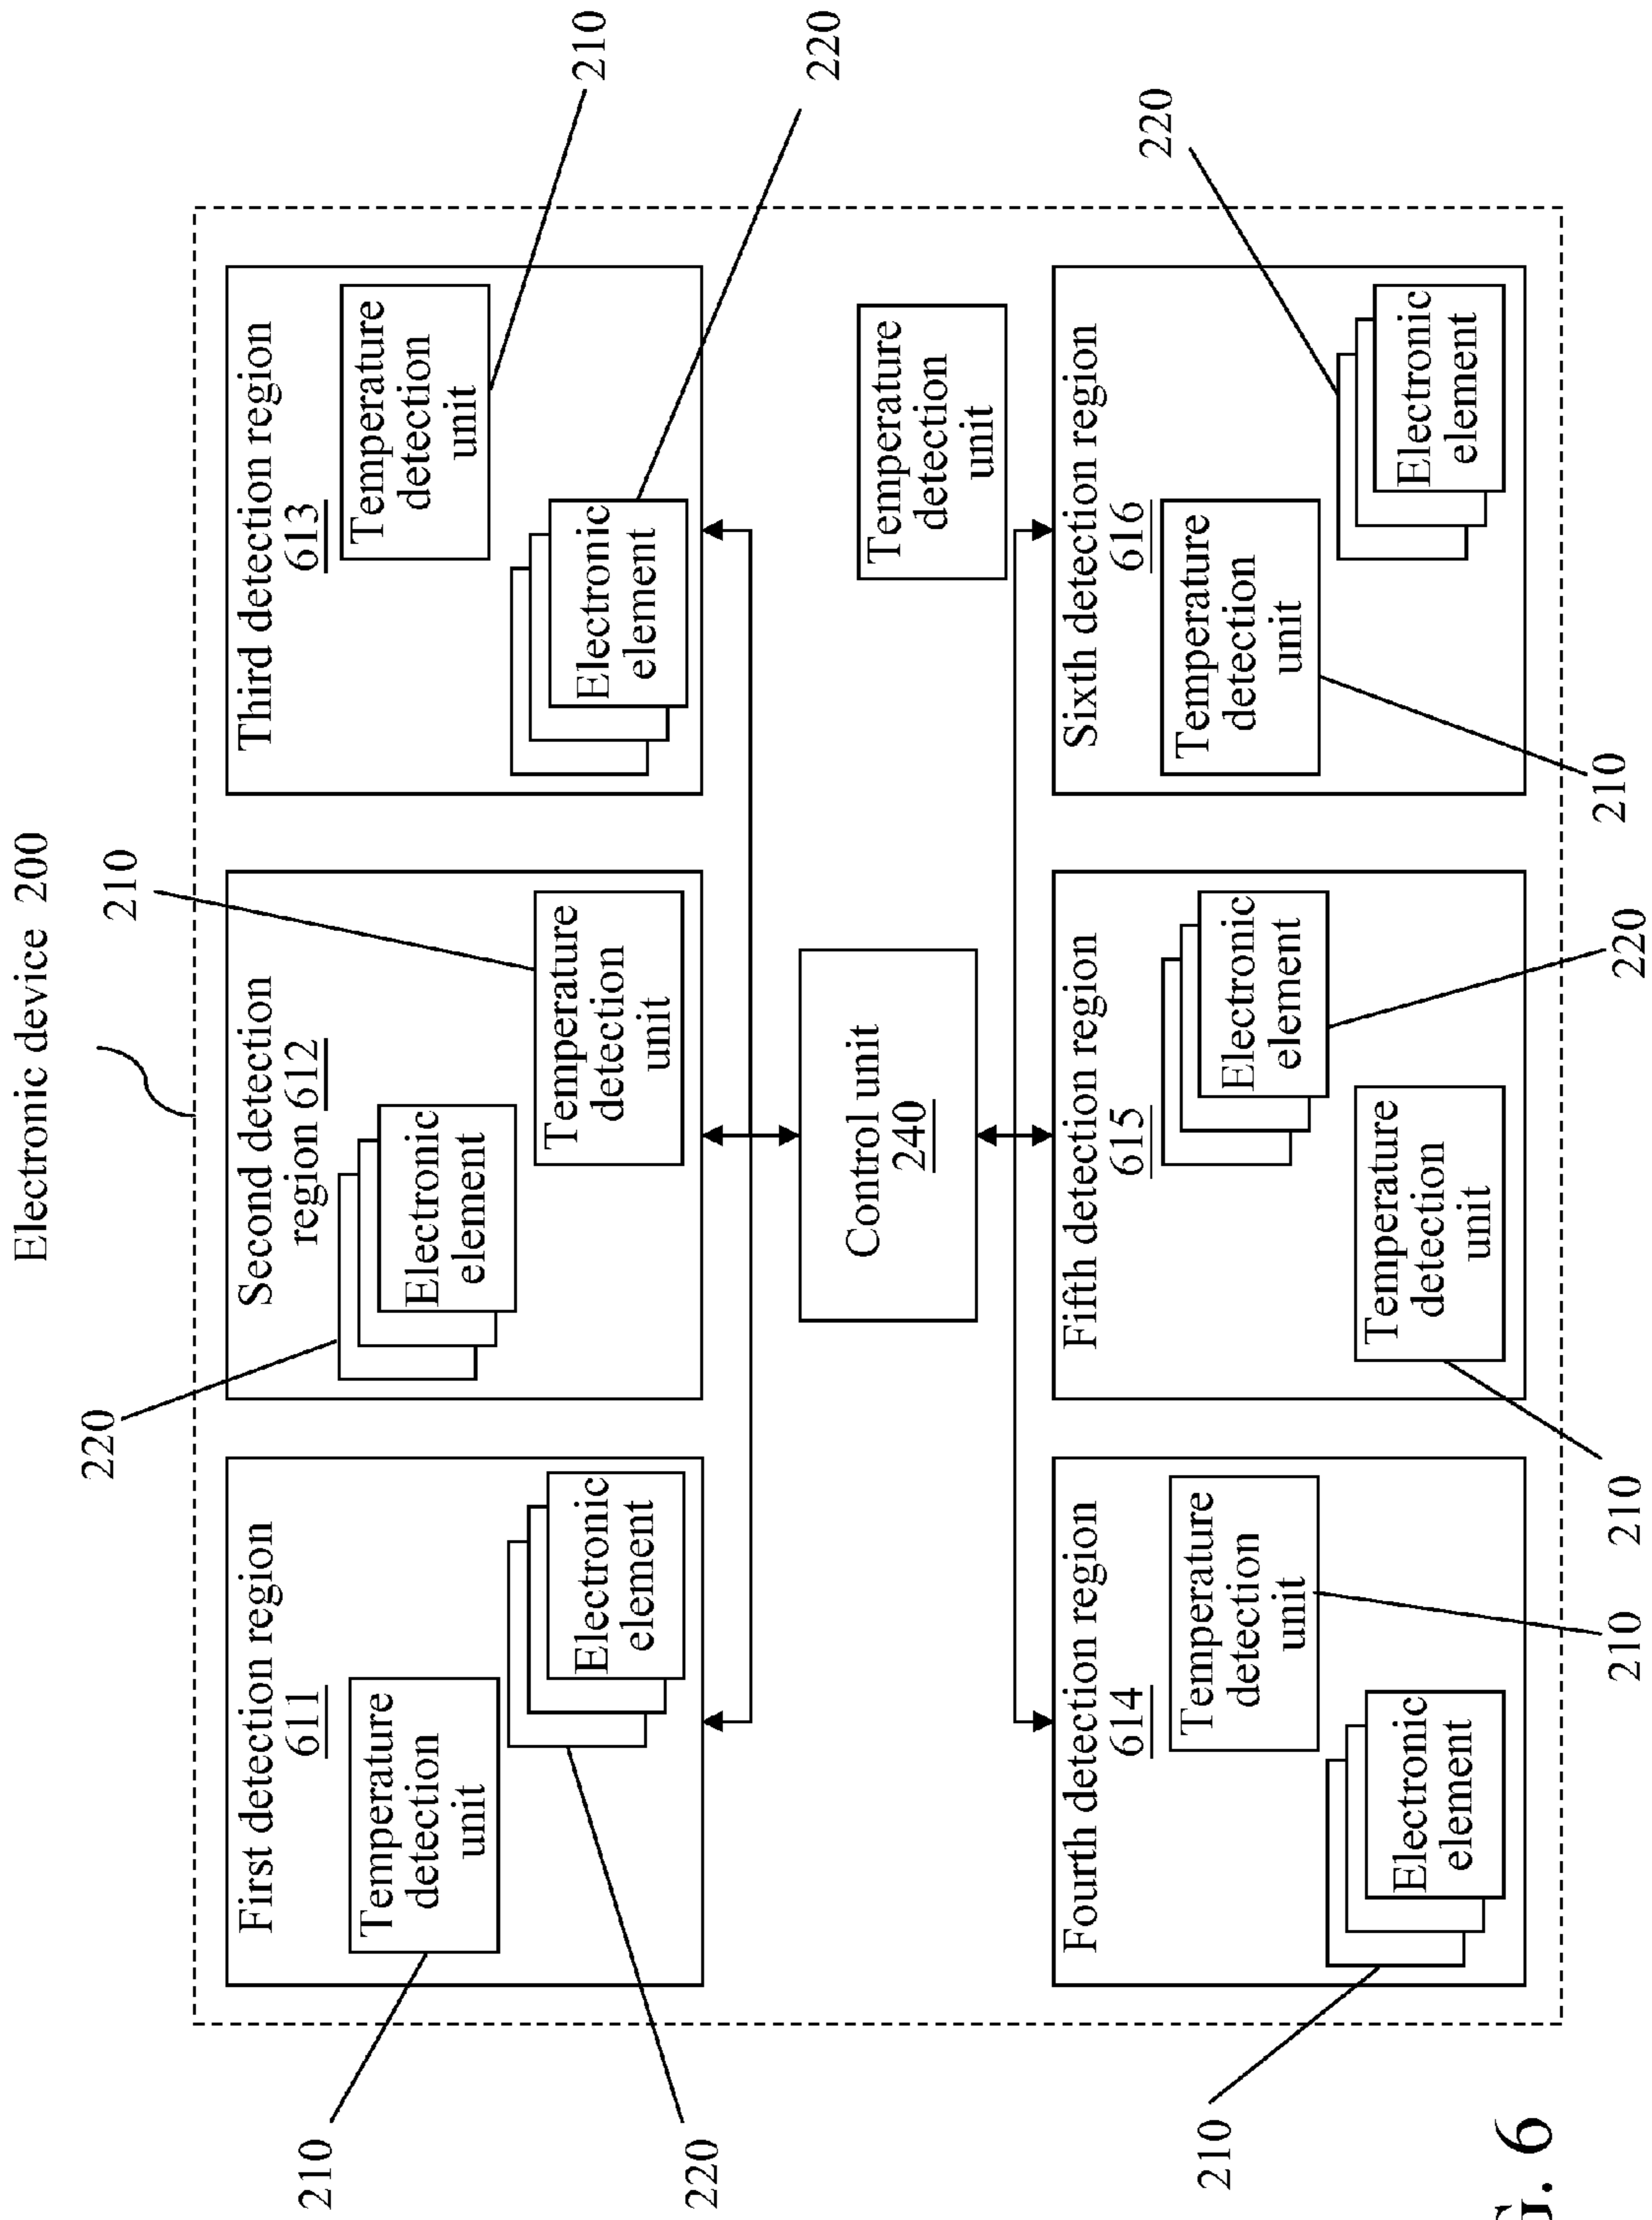 Electronic device 200
220
210
210
220
First detection region
611
Temperature
detection
unit
Electronic
element
Second detection
region 612
Electronic
element
Temperature
detection
unit
Third detection region
613
Temperature
detection
unit
Electronic
element
210
220
Control unit
240
Temperature
detection
unit
220
Fourth detection region
614
Temperature
detection
unit
Electronic
element
Fifth detection region
615
Electronic
element
Temperature
detection
unit
Sixth detection region
616
Temperature
detection
unit
Electronic
element
210
210
210
220
210
G. 6